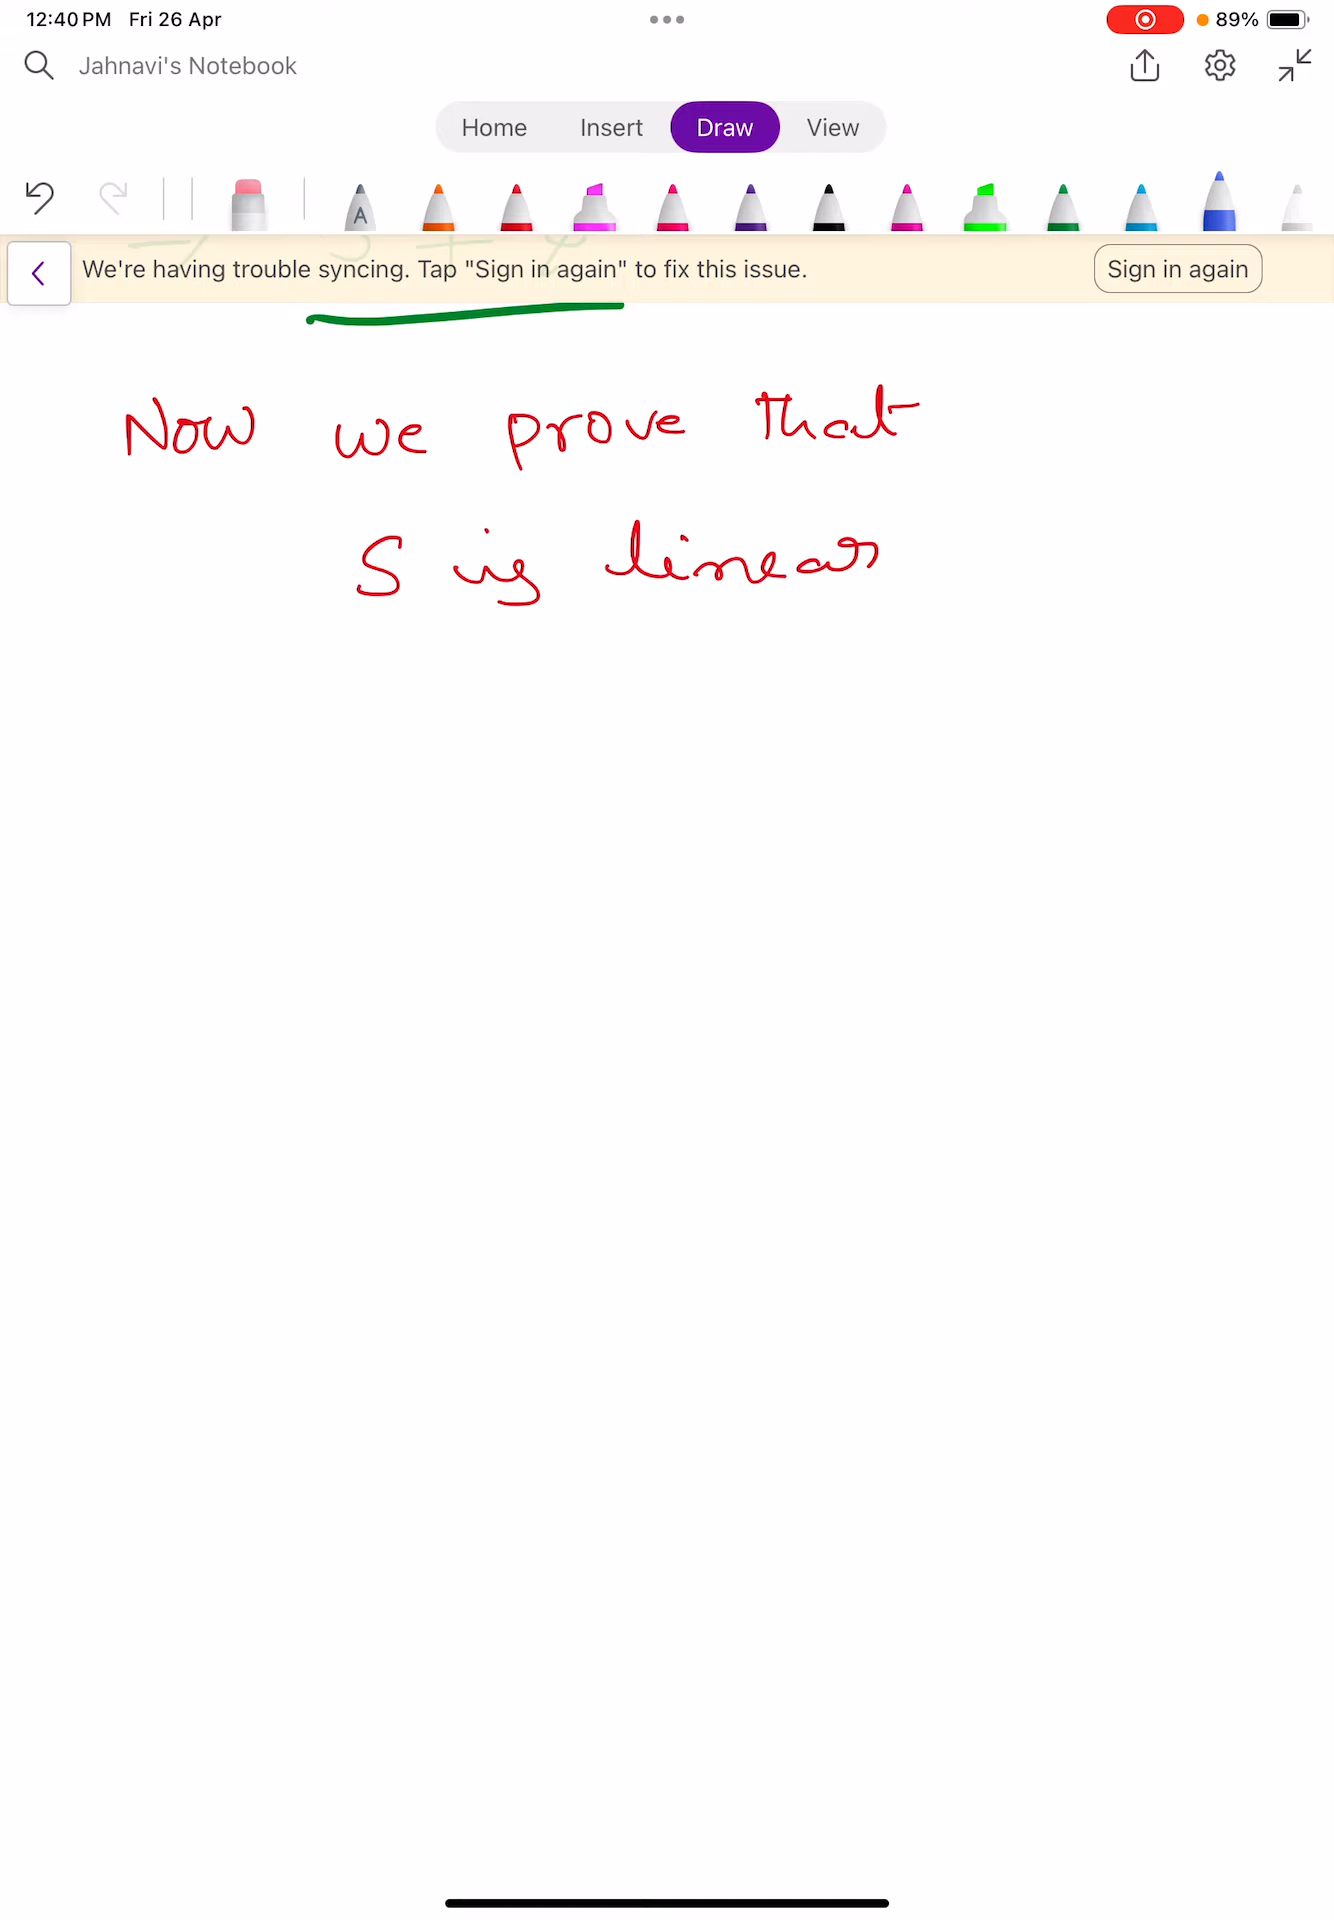 12:40 PM Fri 26 Apr 89%
Jahnavi's Notebook
Home Insert Draw View
A
We're having trouble syncing. Tap "Sign in again" to fix this issue. Sign in again
Now we prove that
S is linear